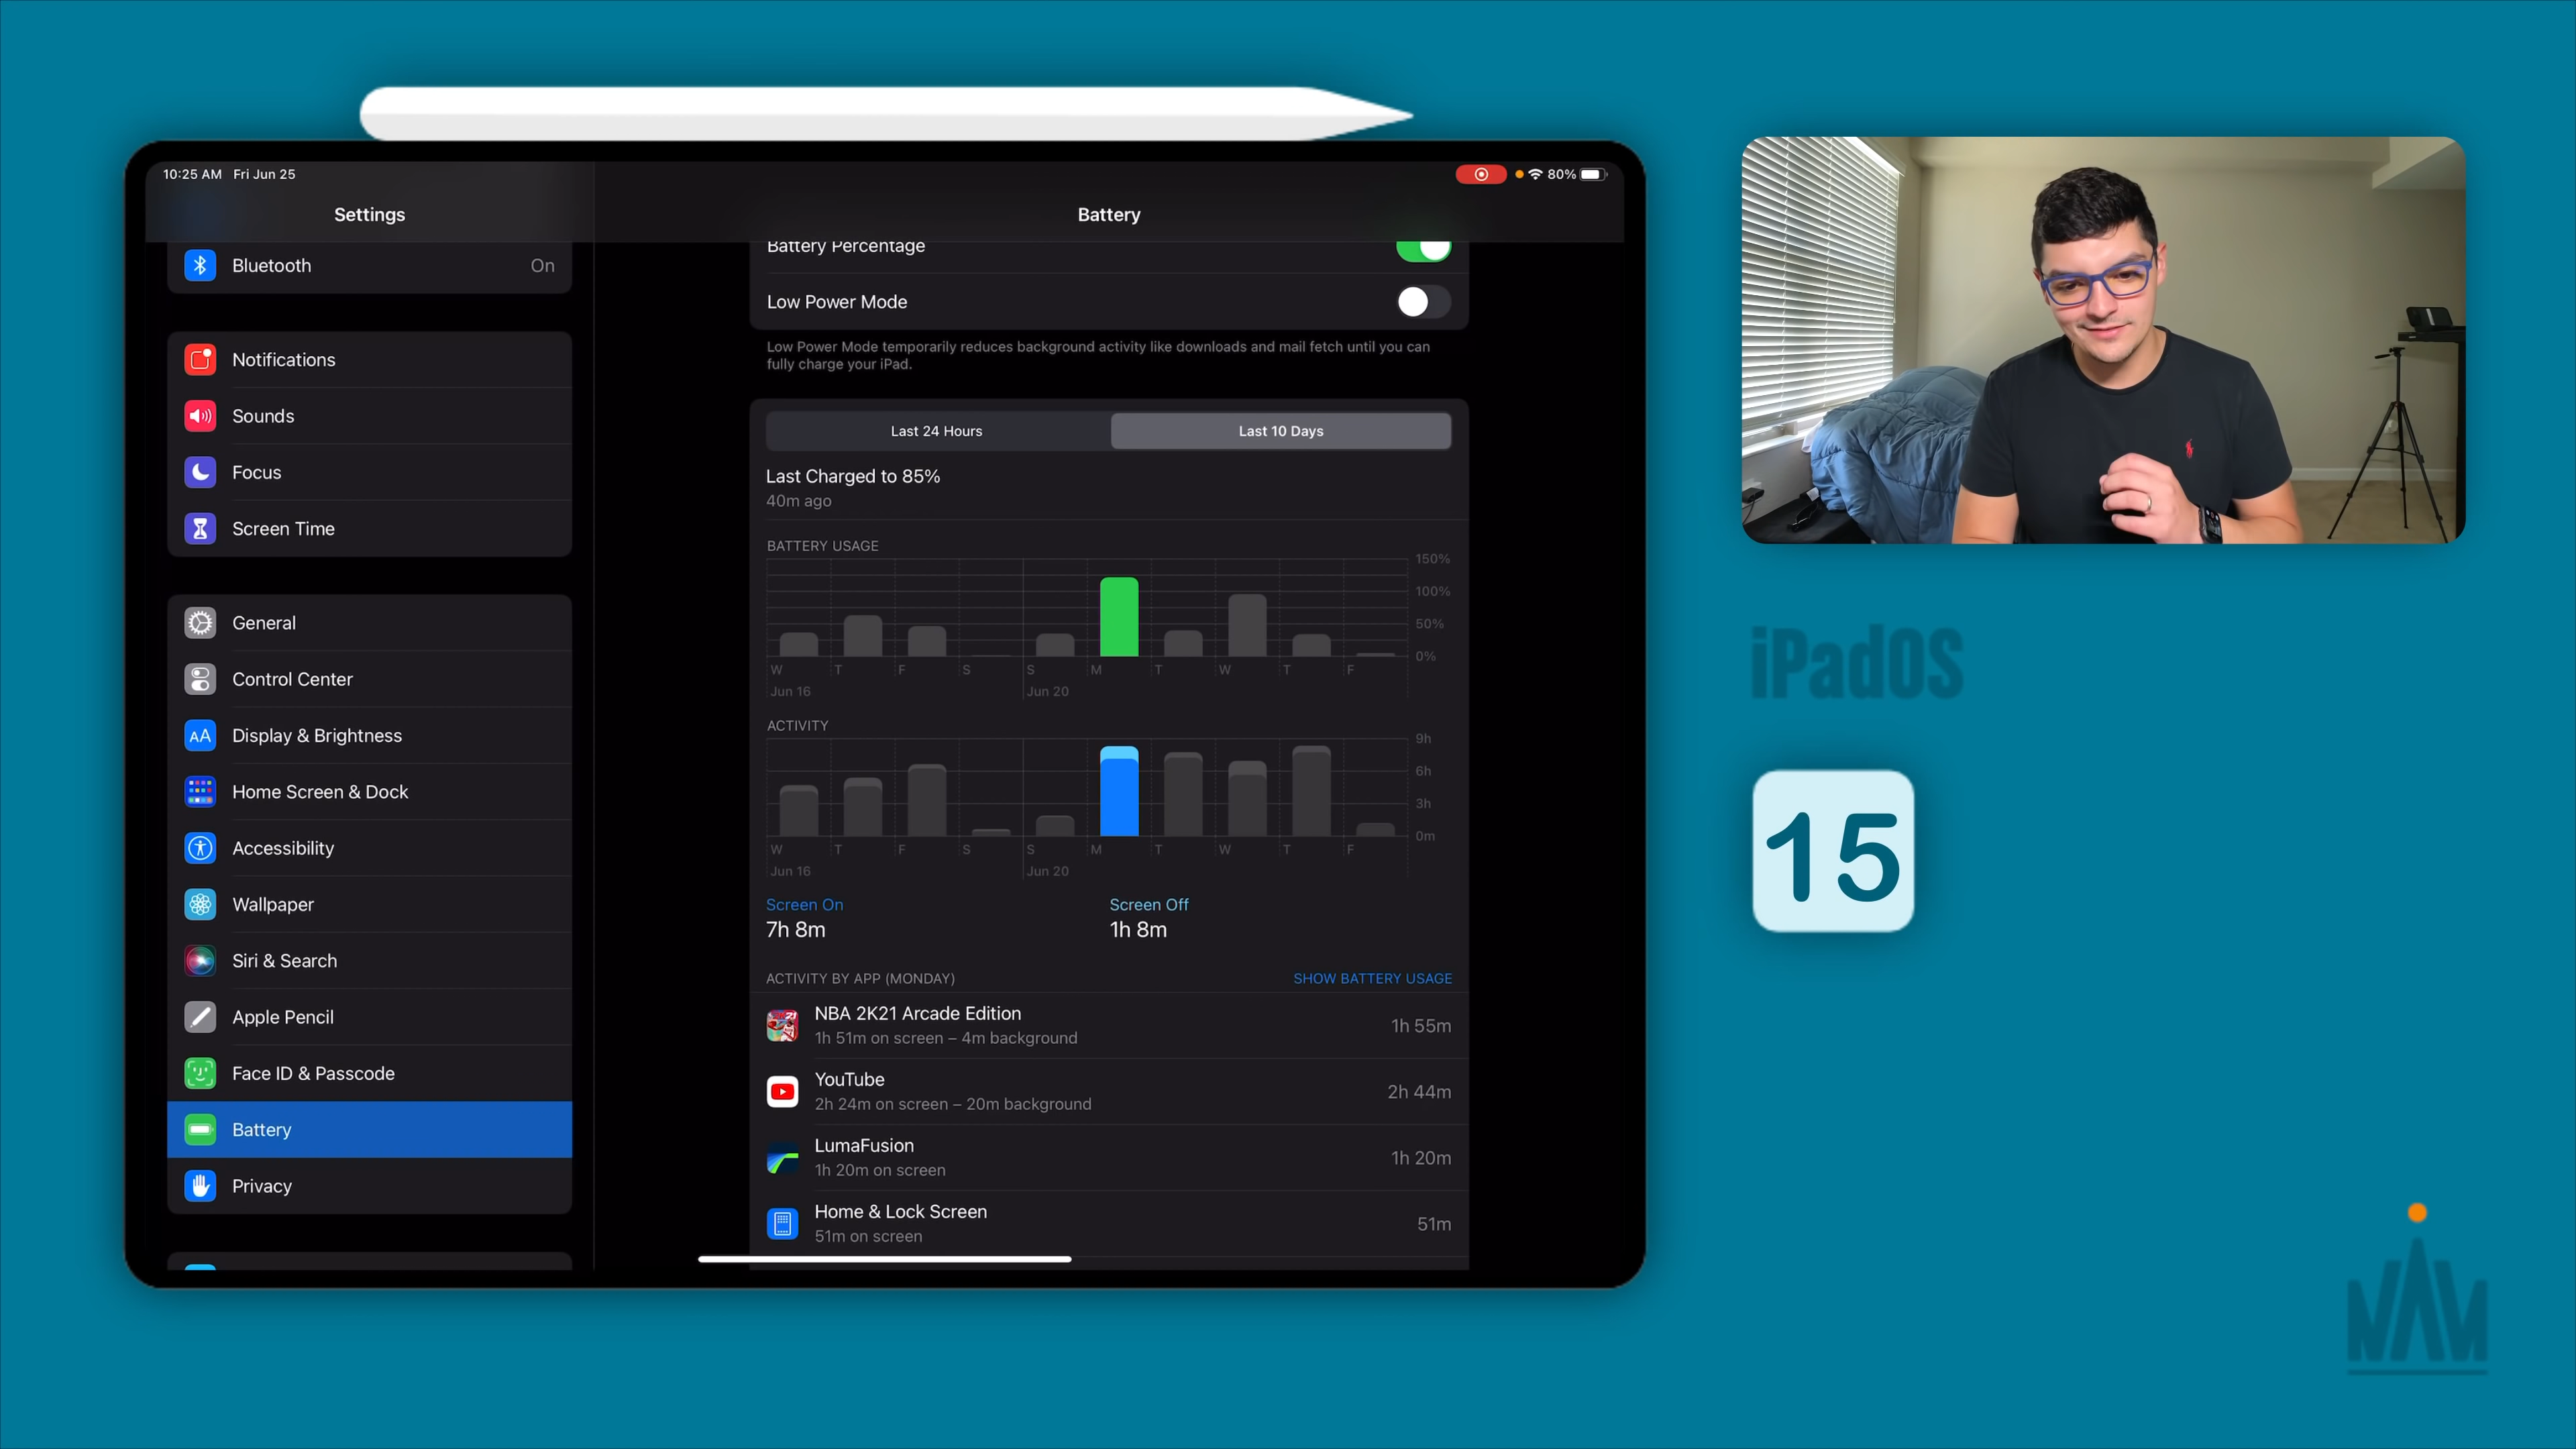 10:25 AM Fri Jun 25
80%
Settings
Battery
Bluetooth On
Notifications
Sounds
Focus
Screen Time
General
Control Center
AA Display & Brightness
Home Screen & Dock
Accessibility
Wallpaper
Siri & Search
Apple Pencil
Face ID & Passcode
Battery
Privacy
Battery Percentage
Low Power Mode
Low Power Mode temporarily reduces background activity like downloads and mail fetch until you can
fully charge your iPad.
Last 24 Hours Last 10 Days
Last Charged to 85%
40m ago
BATTERY USAGE
150%
100%
50%
0%
W T F S S M T W T F
Jun 16 Jun 20
ACTIVITY
9h
6h
3h
0m
W T F S S M T W T F
Jun 16 Jun 20
Screen On Screen Off
7h 8m 1h 8m
ACTIVITY BY APP (MONDAY) SHOW BATTERY USAGE
NBA 2K21 Arcade Edition
1h 51m on screen – 4m background
1h 55m
YouTube
2h 24m on screen – 20m background
2h 44m
LumaFusion
1h 20m on screen
1h 20m
Home & Lock Screen
51m on screen
51m
iPadOS
15